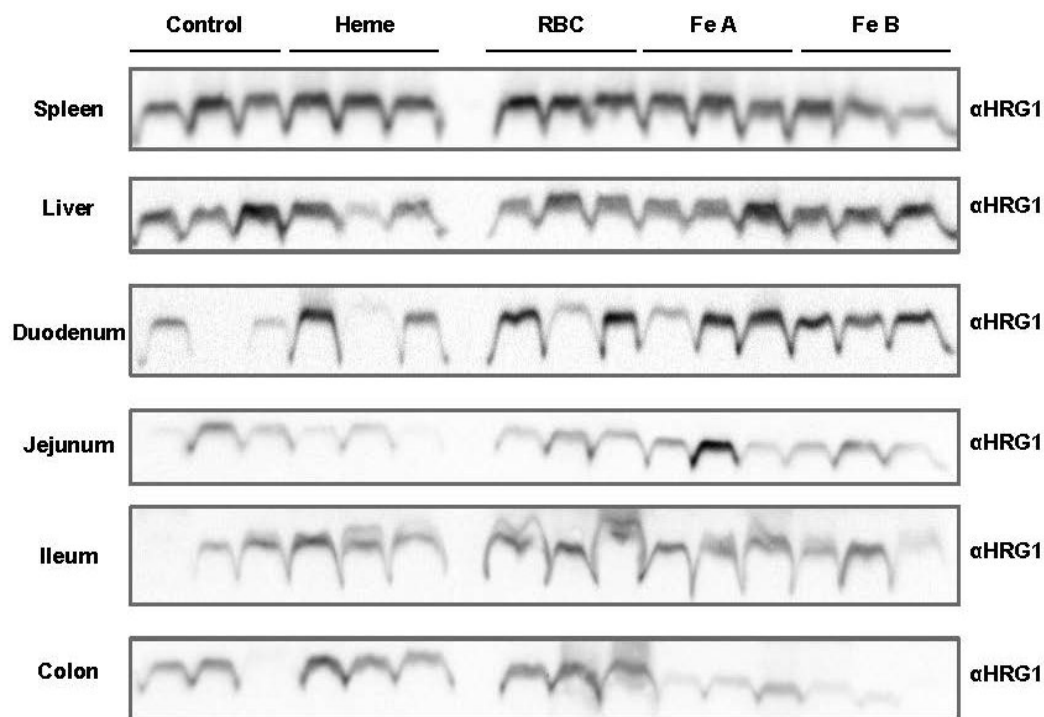 Control Heme RBC Fe A Fe B
Spleen αHRG1
Liver αHRG1
Duodenum αHRG1
Jejunum αHRG1
Ileum αHRG1
Colon αHRG1